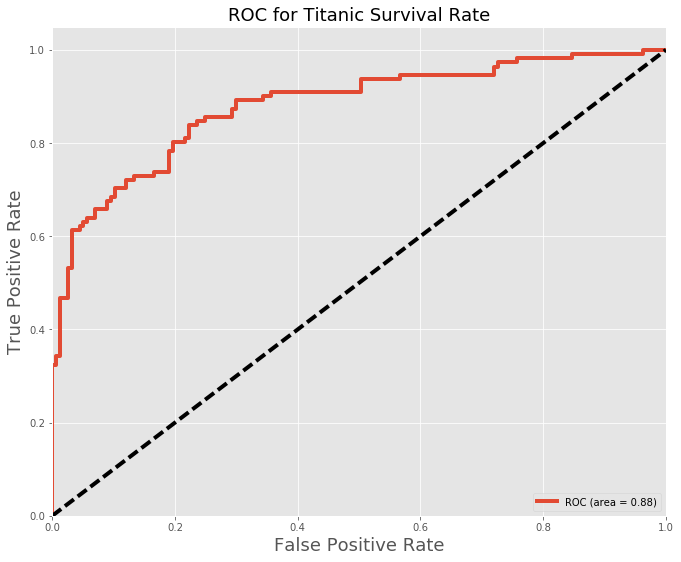 ROC for Titanic Survival Rate
True Positive Rate
1.0
0.8
0.6
0.4
0.2
0.0
0.0 0.2 0.4 0.6 0.8 1.0
False Positive Rate
ROC (area = 0.88)